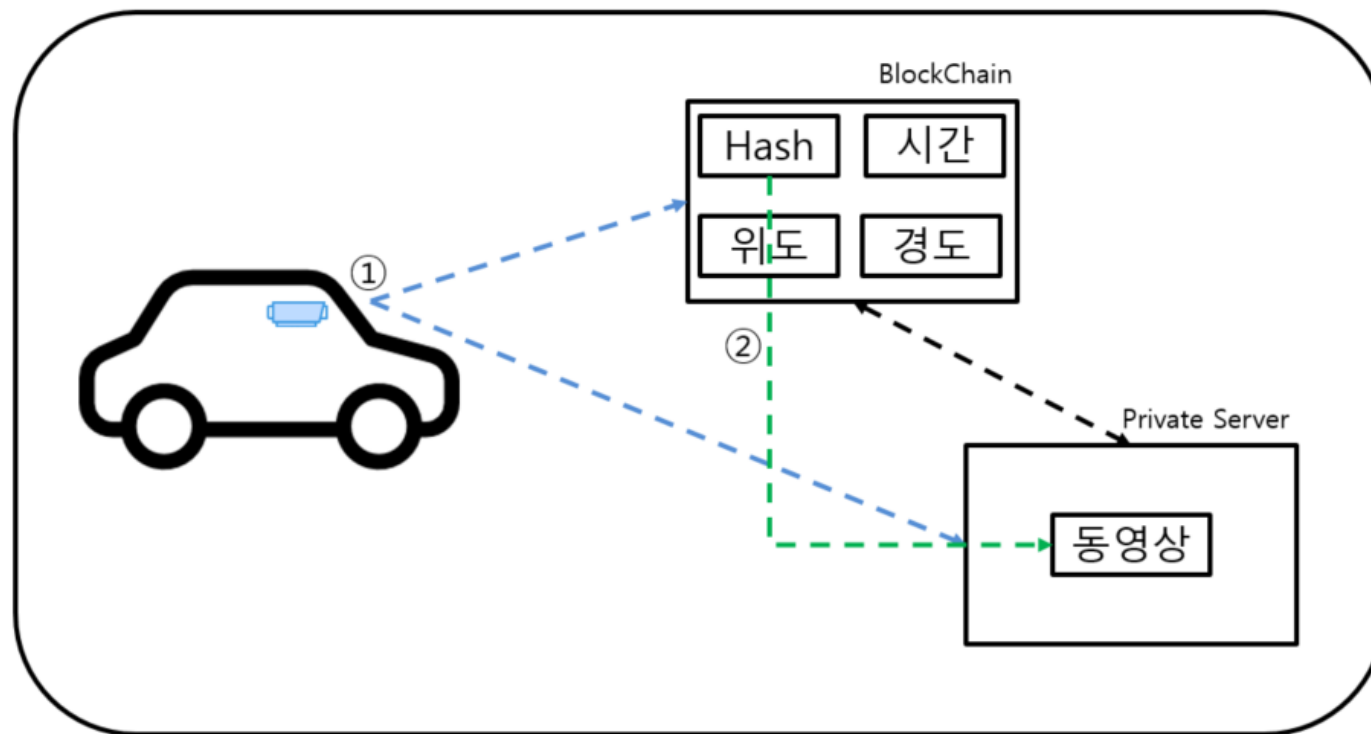 BlockChain
Hash
시간
위도
경도
①
②
Private Server
동영상